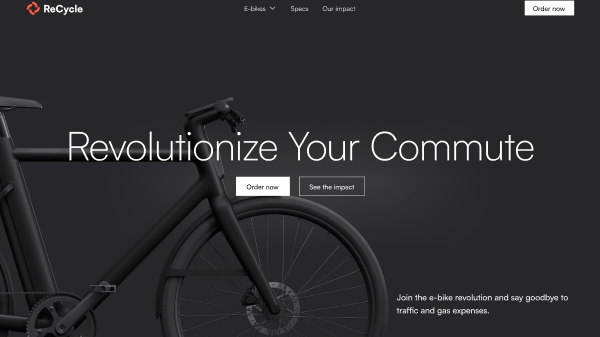 ReCycle
E-bikes
Specs
Our impact
Order now
Revolutionize Your Commute
Order now
See the impact
Join the e-bike revolution and say goodbye to
traffic and gas expenses.